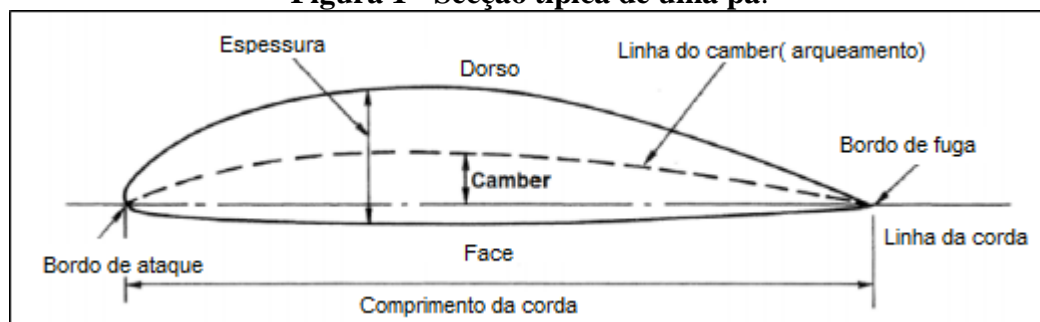 Figura 1 - Secção típica de uma pá.
Espessura
Dorso
Linha do camber( arqueamento)
Bordo de fuga
Camber
Face
Linha da corda
Bordo de ataque
Comprimento da corda